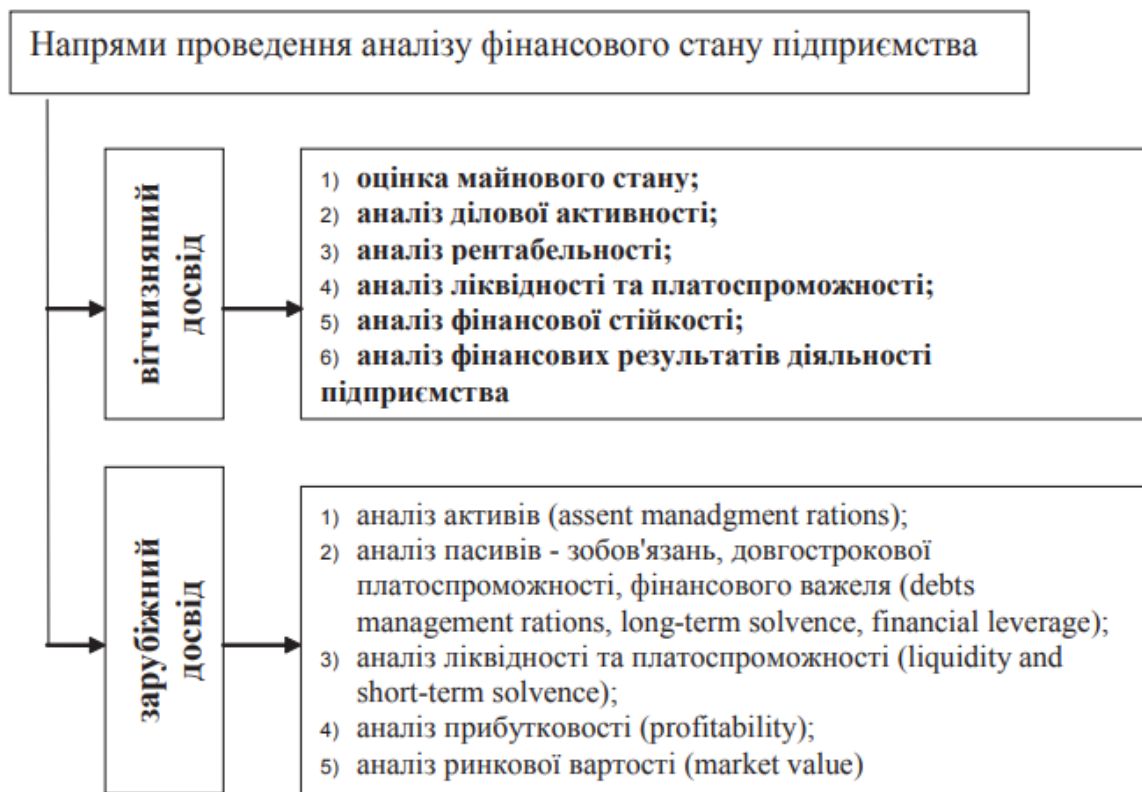 Напрями проведення аналізу фінансового стану підприємства
вітчизняний
досвід
1) оцінка майнового стану;
2) аналіз ділової активності;
3) аналіз рентабельності;
4) аналіз ліквідності та платоспроможності;
5) аналіз фінансової стійкості;
6) аналіз фінансових результатів діяльності
підприємства
зарубіжний
досвід
1) аналіз активів (assent manadgment rations);
2) аналіз пасивів - зобов'язань, довгострокової
платоспроможності, фінансового важеля (debts
management rations, long-term solvence, financial leverage);
3) аналіз ліквідності та платоспроможності (liquidity and
short-term solvence);
4) аналіз прибутковості (profitability);
5) аналіз ринкової вартості (market value)